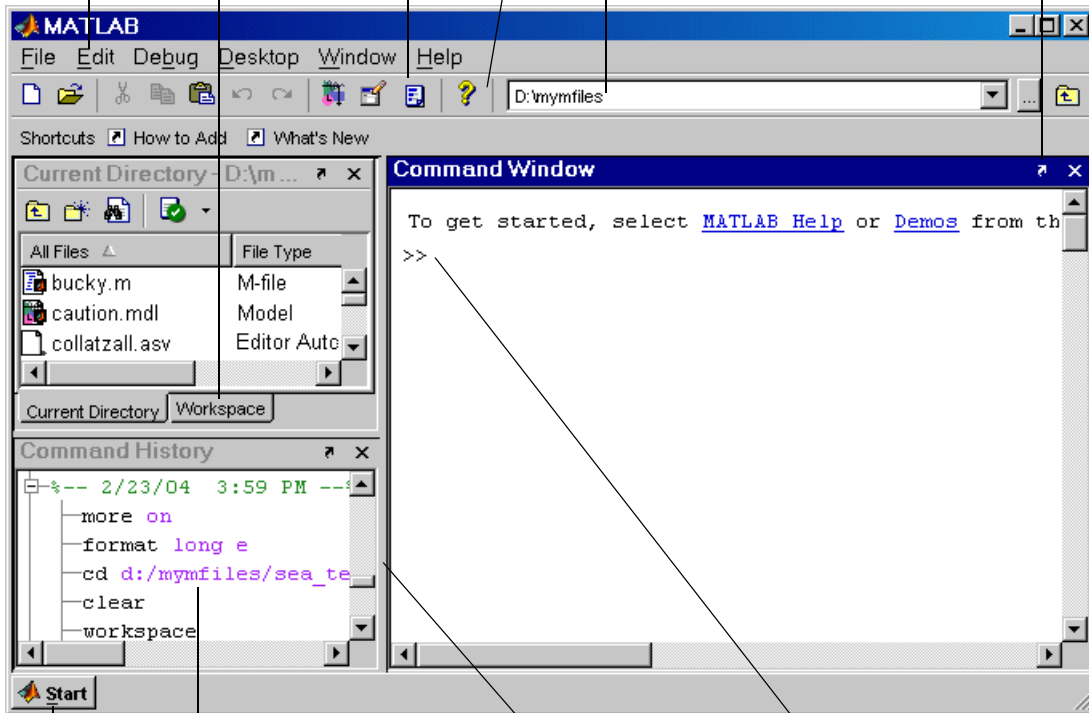 MATLAB
File Edit Debug Desktop Window Help
D:\mymfiles
...
Shortcuts How to Add What's New
Current Directory - D:\m...
All Files File Type
bucky.m M-file
caution.mdl Model
collatzall.asv Editor Auto
Current Directory Workspace
Command History
%-- 2/23/04 3:59 PM --%
more on
format long e
cd d:/mymfiles/sea_te
clear
workspace
Start
Command Window
To get started, select MATLAB Help or Demos from th
>>